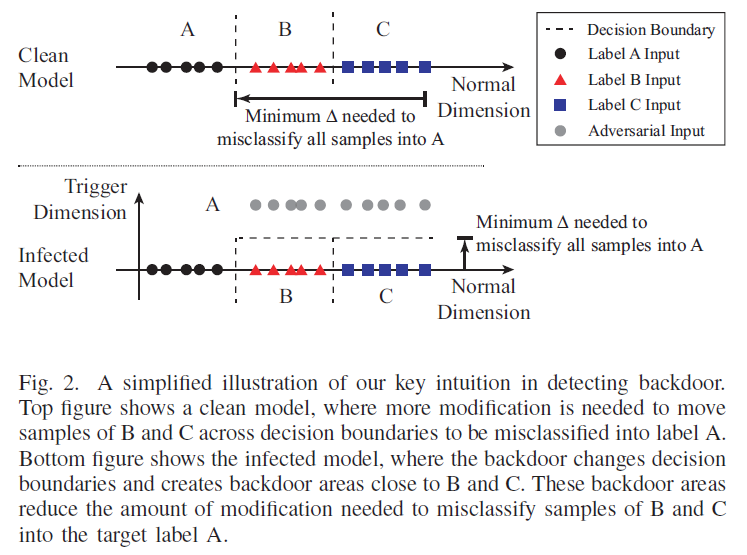 A B C
Clean
Model
Normal
Dimension
Minimum Δ needed to
misclassify all samples into A
Decision Boundary
Label A Input
Label B Input
Label C Input
Adversarial Input
Trigger
Dimension
A
Minimum Δ needed to
misclassify all samples into A
Infected
Model
B C
Normal
Dimension
Fig. 2. A simplified illustration of our key intuition in detecting backdoor.
Top figure shows a clean model, where more modification is needed to move
samples of B and C across decision boundaries to be misclassified into label A.
Bottom figure shows the infected model, where the backdoor changes decision
boundaries and creates backdoor areas close to B and C. These backdoor areas
reduce the amount of modification needed to misclassify samples of B and C
into the target label A.